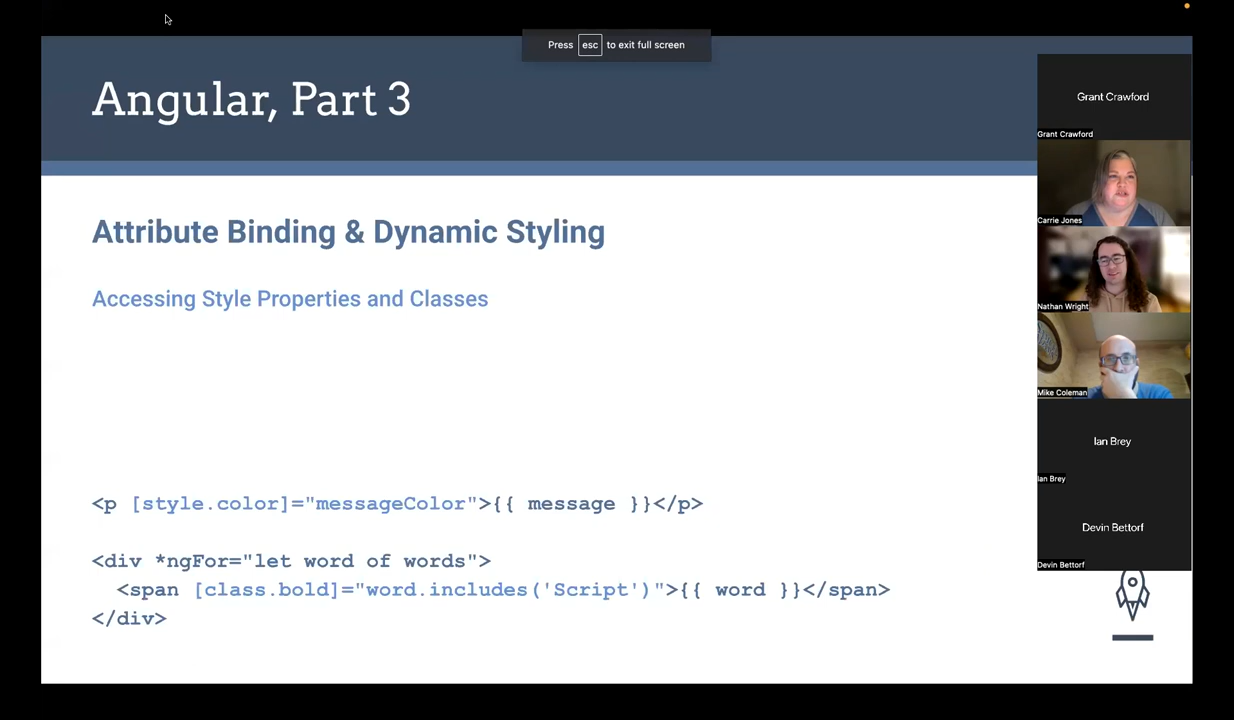 Press esc to exit full screen
Angular, Part 3
Attribute Binding & Dynamic Styling
Accessing Style Properties and Classes
<p [style.color]="messageColor">{{ message }}</p>
<div *ngFor="let word of words">
<span [class.bold]="word.includes('Script')">{{ word }}</span>
</div>
Grant Crawford
Grant Crawford
Carrie Jones
Nathan Wright
Mike Coleman
Ian Brey
Ian Brey
Devin Bettorf
Devin Bettorf